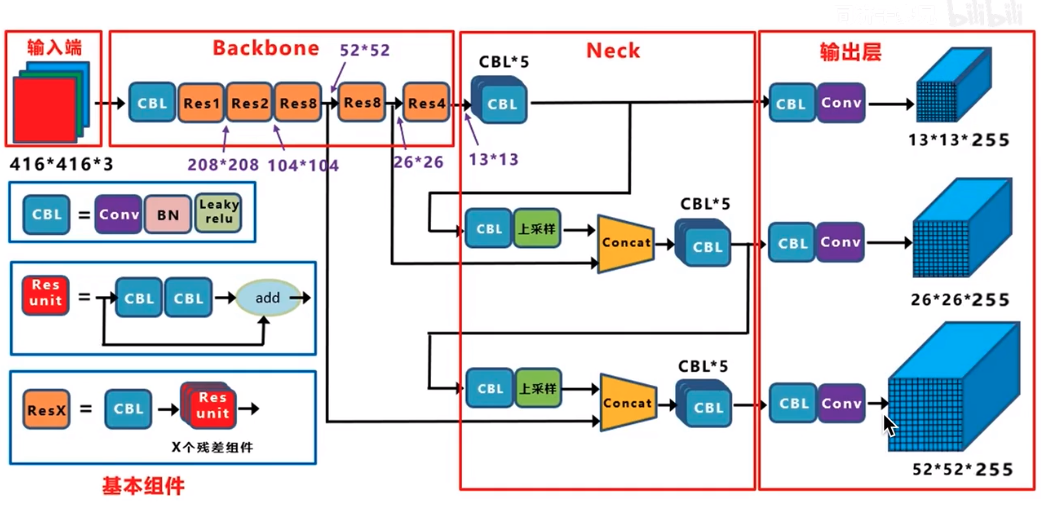 bilibili
输入端
Backbone
52*52
Neck
输出层
CBL*5
CBL
Res1
Res2
Res8
Res8
Res4
CBL
CBL
Conv
416*416*3
208*208
104*104
26*26
13*13
13*13*255
CBL
=
Conv
BN
Leaky
relu
CBL*5
CBL
上采样
Concat
CBL
CBL
Conv
26*26*255
Res
unit
=
CBL
CBL
add
CBL*5
CBL
上采样
Concat
CBL
CBL
Conv
52*52*255
ResX
=
CBL
Res
unit
X个残差组件
基本组件